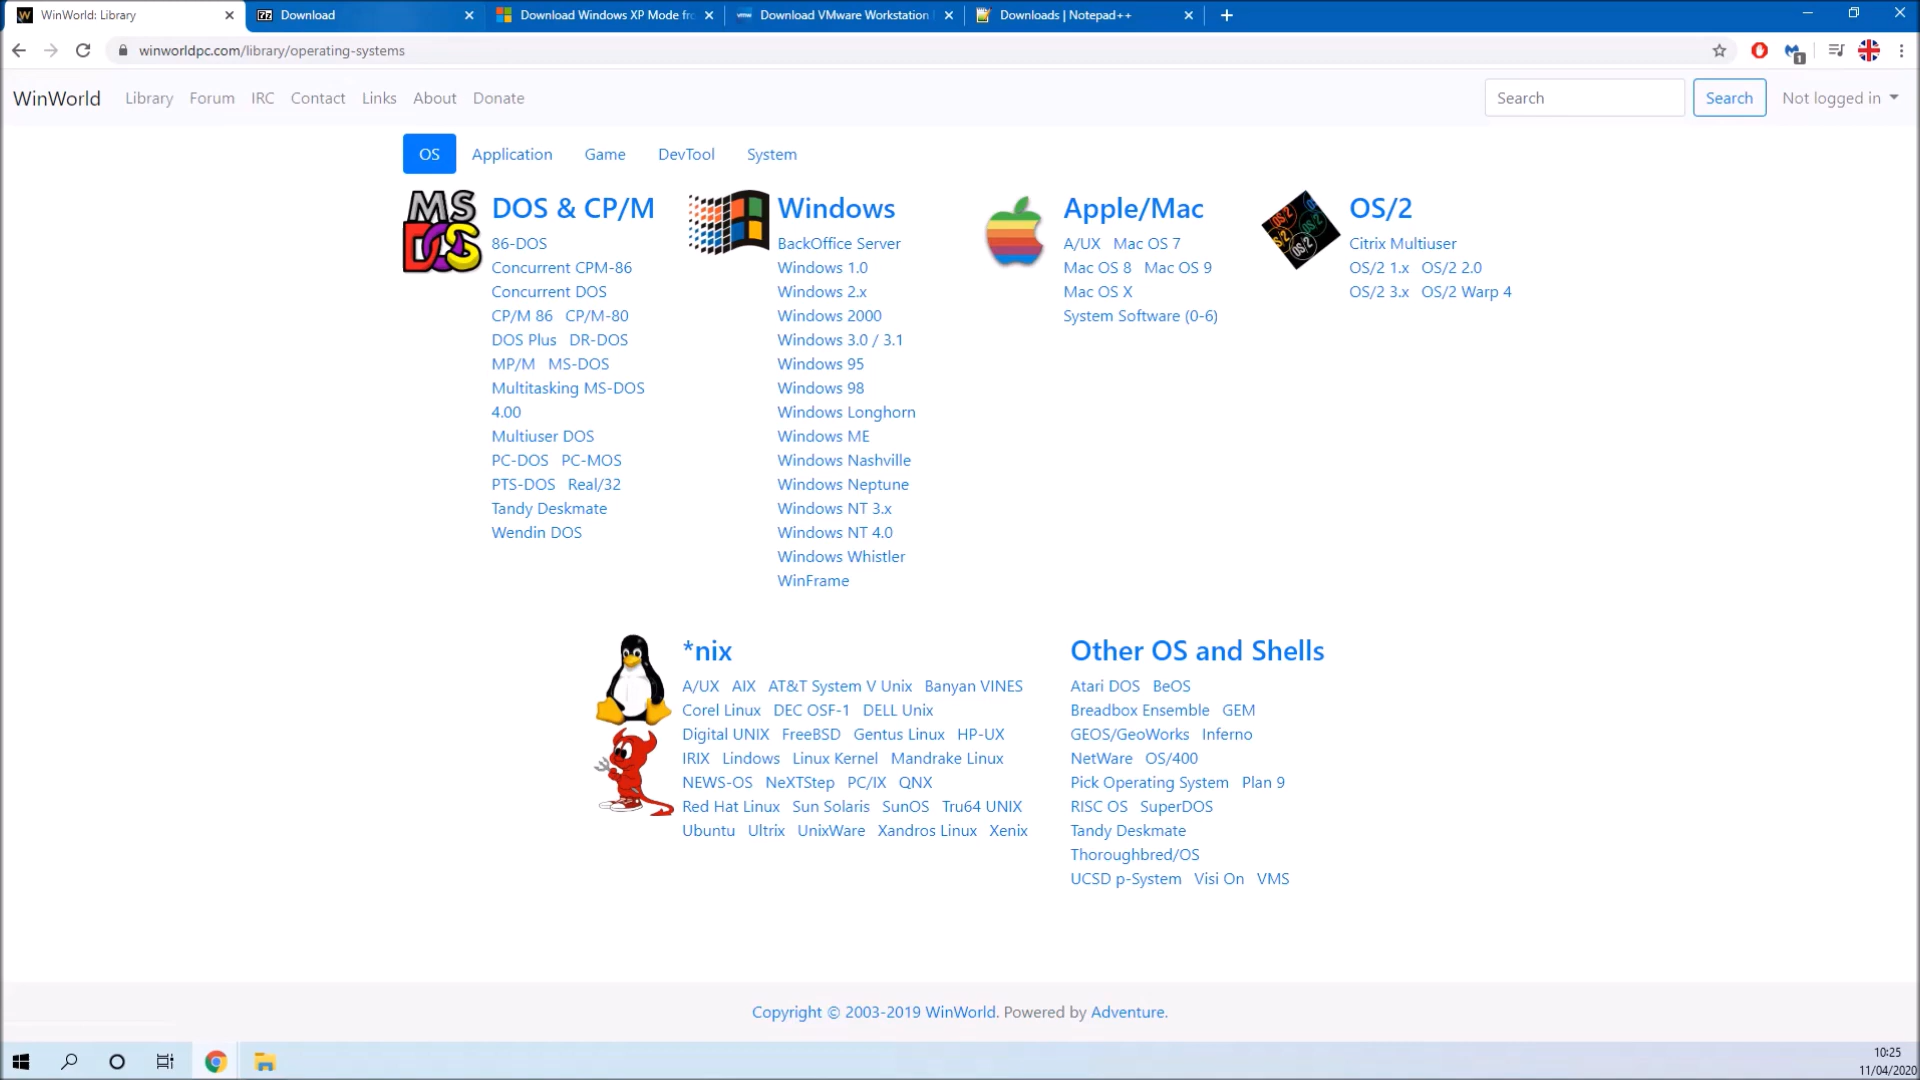 WinWorld: Library
Download
Download Windows XP Mode fro
Download VMware Workstation
Downloads | Notepad++
winworldpc.com/library/operating-systems
1
WinWorld Library Forum IRC Contact Links About Donate Search Search Not logged in
OS Application Game DevTool System
MS DOS
DOS & CP/M
86-DOS
Concurrent CPM-86
Concurrent DOS
CP/M 86 CP/M-80
DOS Plus DR-DOS
MP/M MS-DOS
Multitasking MS-DOS
4.00
Multiuser DOS
PC-DOS PC-MOS
PTS-DOS Real/32
Tandy Deskmate
Wendin DOS
Windows
BackOffice Server
Windows 1.0
Windows 2.x
Windows 2000
Windows 3.0 / 3.1
Windows 95
Windows 98
Windows Longhorn
Windows ME
Windows Nashville
Windows Neptune
Windows NT 3.x
Windows NT 4.0
Windows Whistler
WinFrame
Apple/Mac
A/UX Mac OS 7
Mac OS 8 Mac OS 9
Mac OS X
System Software (0-6)
OS/2
Citrix Multiuser
OS/2 1.x OS/2 2.0
OS/2 3.x OS/2 Warp 4
*nix
A/UX AIX AT&T System V Unix Banyan VINES
Corel Linux DEC OSF-1 DELL Unix
Digital UNIX FreeBSD Gentus Linux HP-UX
IRIX Lindows Linux Kernel Mandrake Linux
NEWS-OS NeXTStep PC/IX QNX
Red Hat Linux Sun Solaris SunOS Tru64 UNIX
Ubuntu Ultrix UnixWare Xandros Linux Xenix
Other OS and Shells
Atari DOS BeOS
Breadbox Ensemble GEM
GEOS/GeoWorks Inferno
NetWare OS/400
Pick Operating System Plan 9
RISC OS SuperDOS
Tandy Deskmate
Thoroughbred/OS
UCSD p-System Visi On VMS
Copyright © 2003-2019 WinWorld. Powered by Adventure.
10:25
11/04/2020